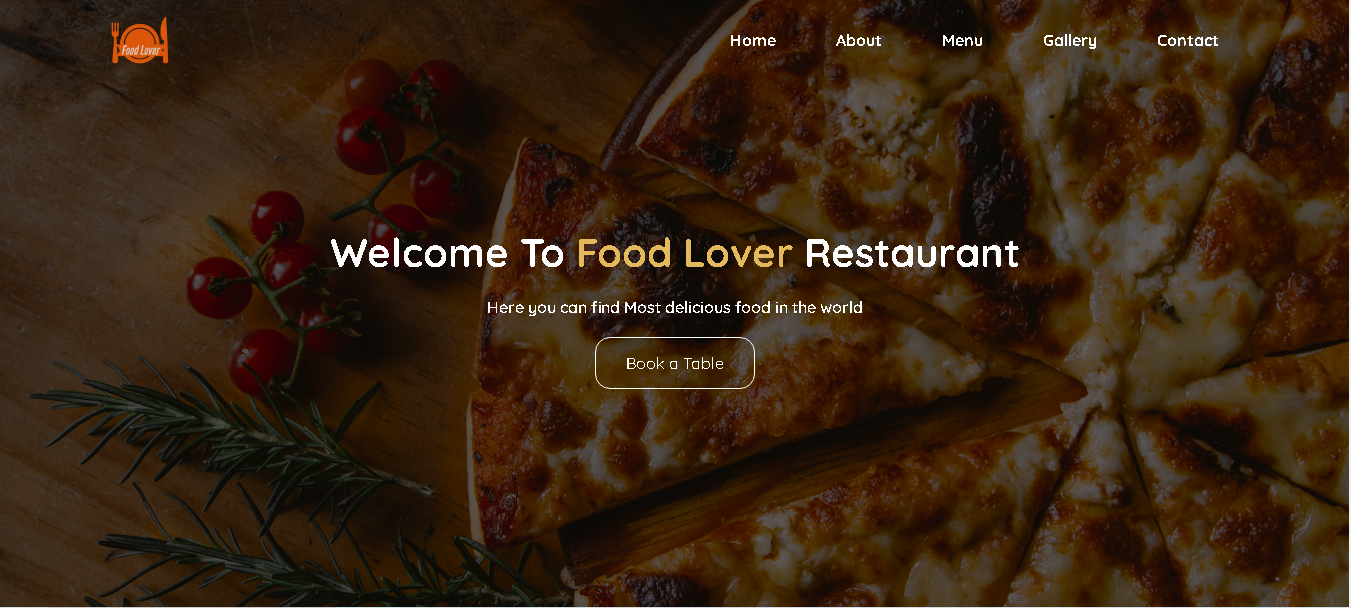 Food Lover
Home About Menu Gallery Contact
Welcome To Food Lover Restaurant
Here you can find Most delicious food in the world
Book a Table